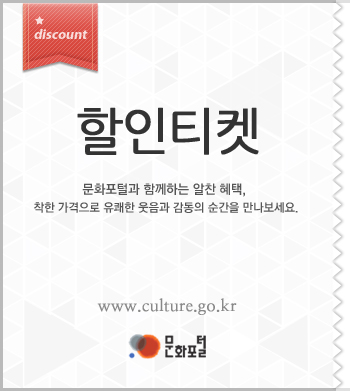 discount
할인티켓
문화포털과 함께하는 알찬 혜택,
착한 가격으로 유쾌한 웃음과 감동의 순간을 만나보세요.
www.culture.go.kr
문화포털